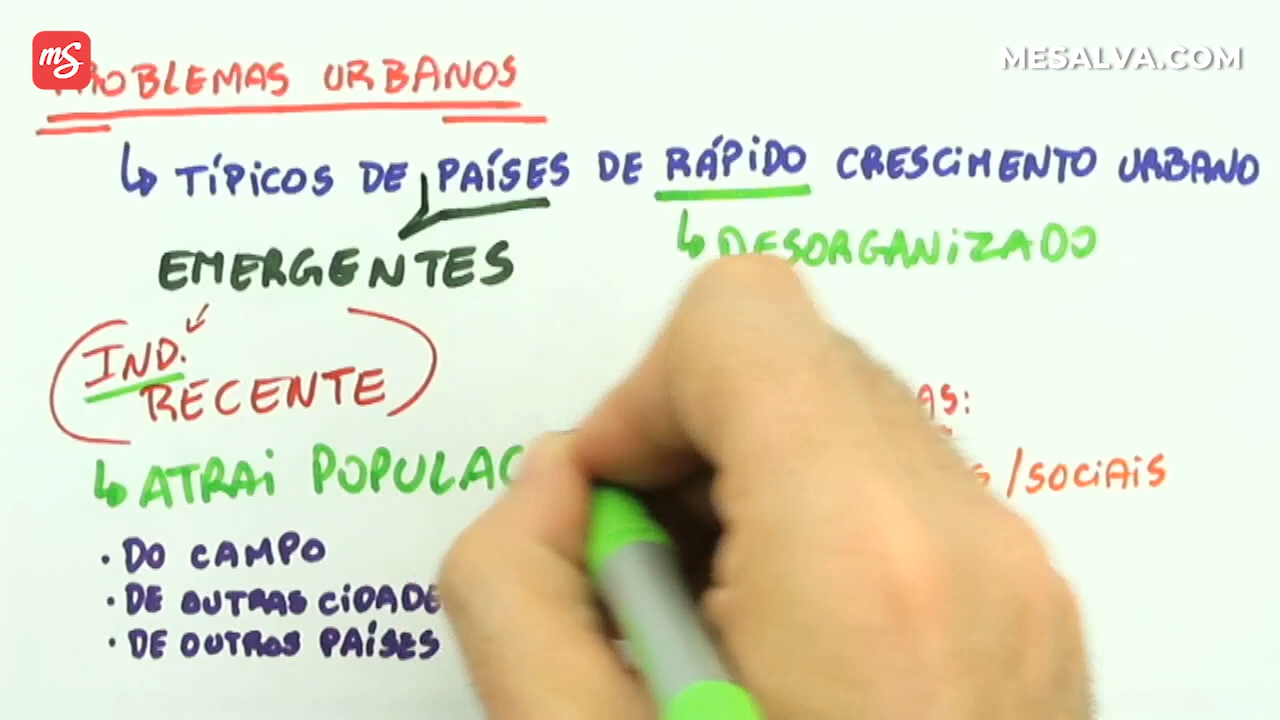 ms
MESALVA.COM
PROBLEMAS URBANOS
↳ TÍPICOS DE PAÍSES DE RÁPIDO CRESCIMENTO URBANO
↳ DESORGANIZADO
EMERGENTES
(IND.
RECENTE)
↳ ATRAI POPULAÇ
/SOCIAIS
• DO CAMPO
• DE OUTRAS CIDADE
• DE OUTROS PAÍSES